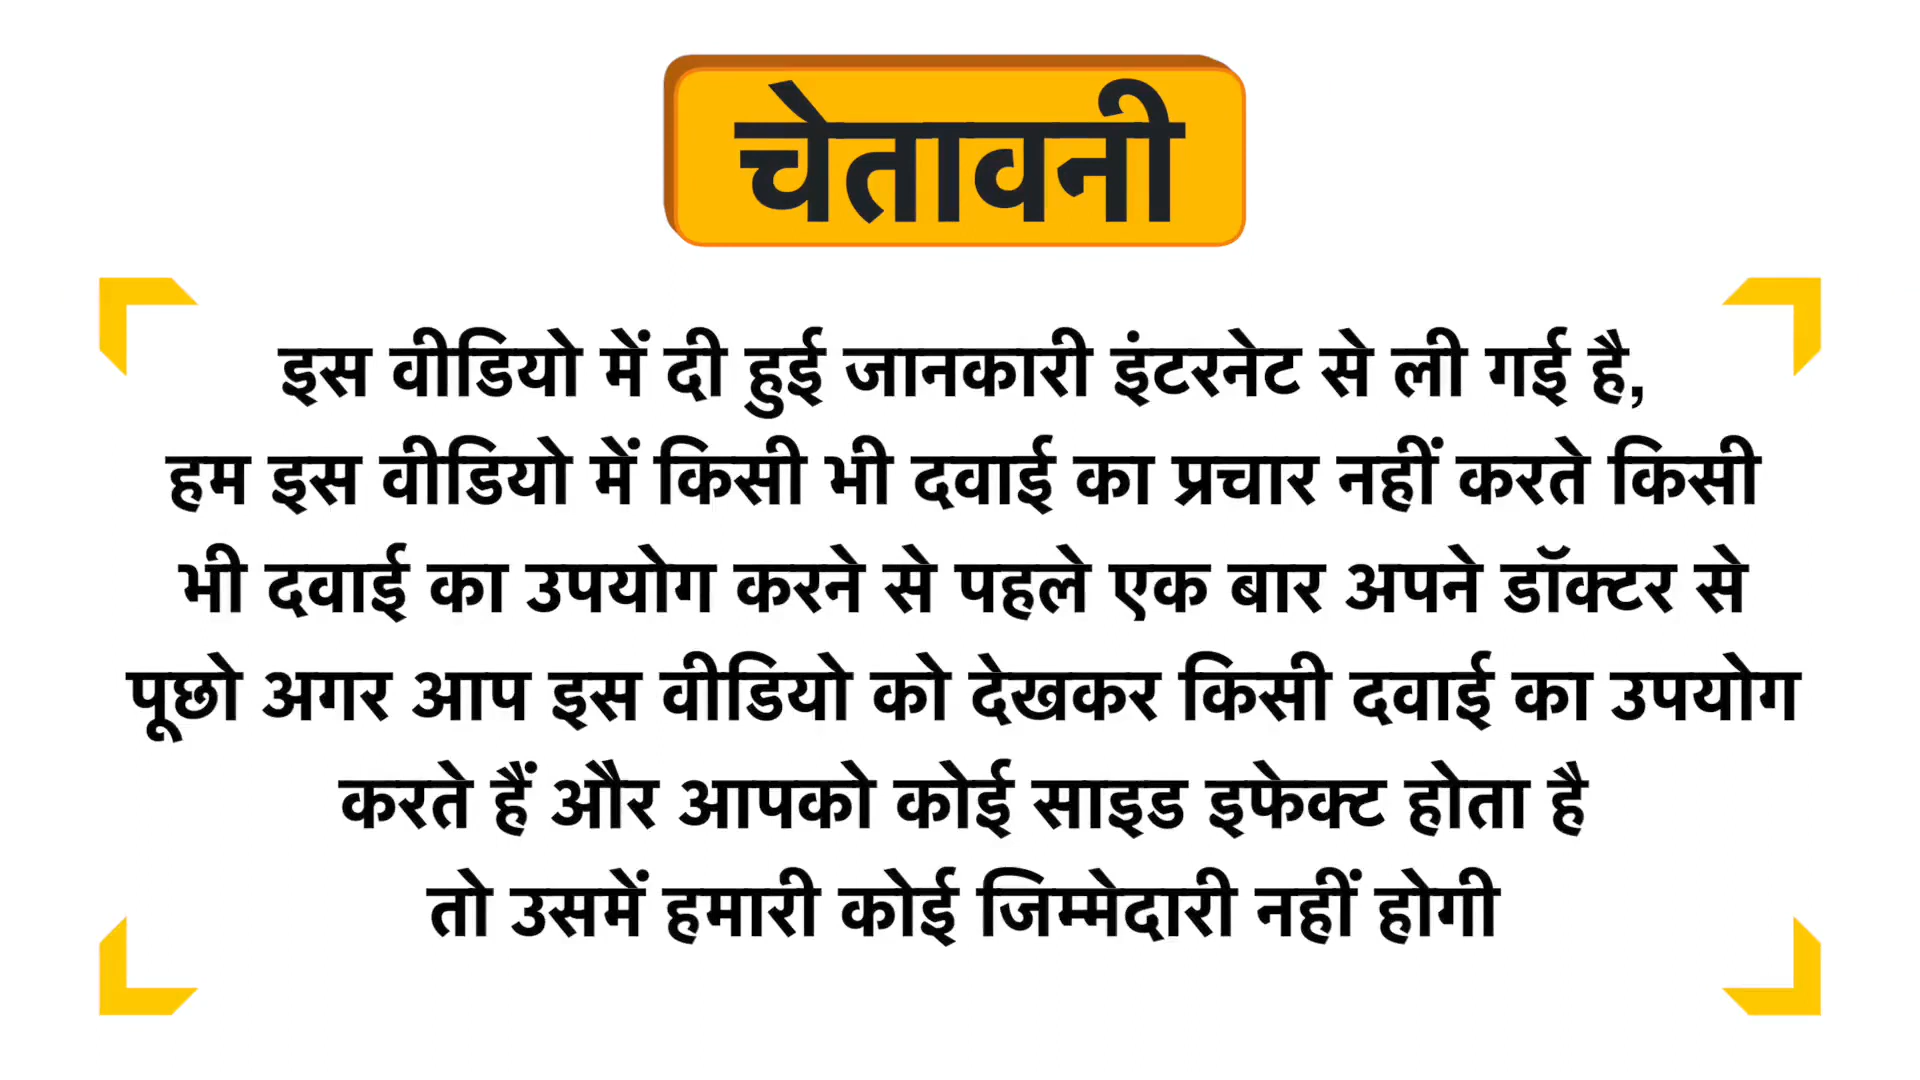 चेतावनी
इस वीडियो में दी हुई जानकारी इंटरनेट से ली गई है,
हम इस वीडियो में किसी भी दवाई का प्रचार नहीं करते किसी
भी दवाई का उपयोग करने से पहले एक बार अपने डॉक्टर से
पूछो अगर आप इस वीडियो को देखकर किसी दवाई का उपयोग
करते हैं और आपको कोई साइड इफेक्ट होता है
तो उसमें हमारी कोई जिम्मेदारी नहीं होगी